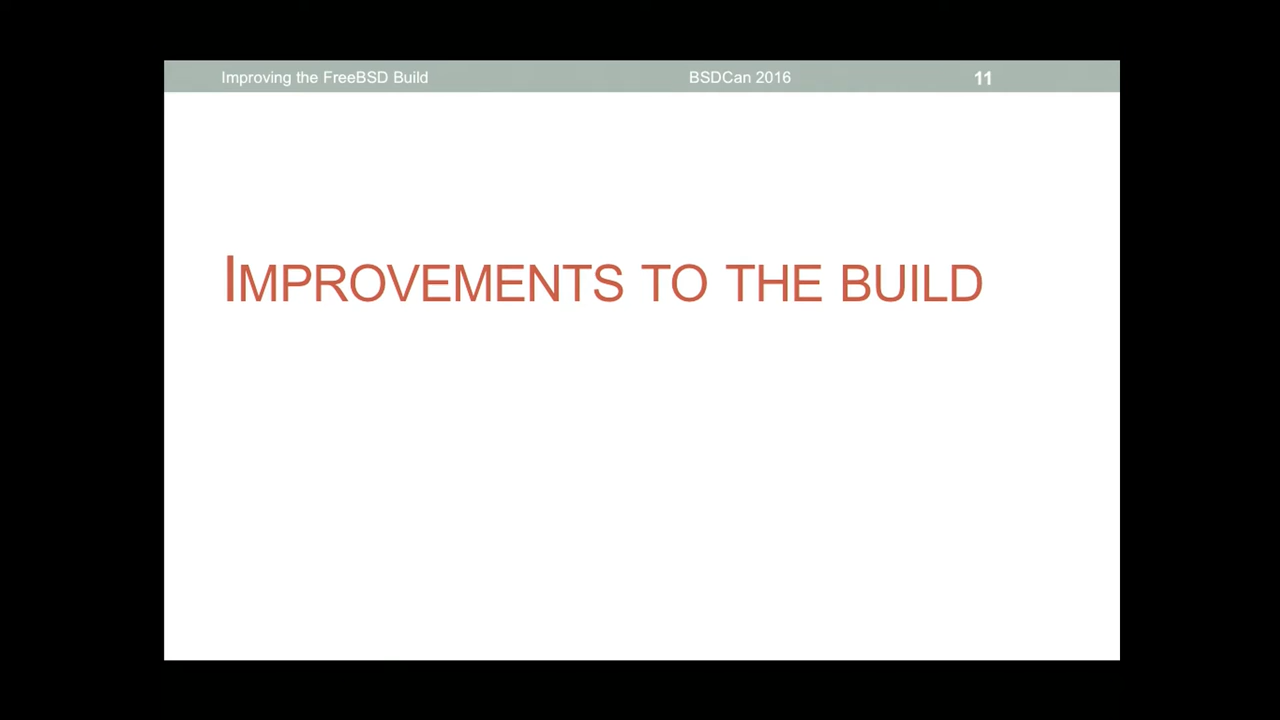 Improving the FreeBSD Build BSDCan 2016 11
IMPROVEMENTS TO THE BUILD